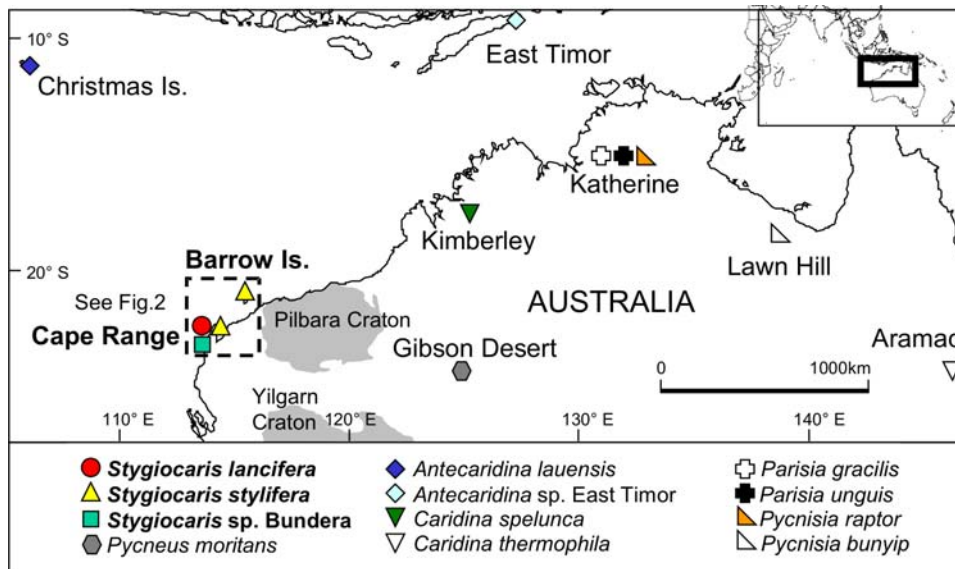 10° S
East Timor
Christmas Is.
Katherine
Kimberley
Lawn Hill
Barrow Is.
20° S
See Fig.2
AUSTRALIA
Cape Range
Pilbara Craton
Gibson Desert
Aramac
0
1000km
Yilgarn
Craton
110° E
120° E
130° E
140° E
Stygiocaris lancifera
Stygiocaris stylifera
Stygiocaris sp. Bundera
Pycneus moritans
Antecaridina lauensis
Antecaridina sp. East Timor
Caridina spelunca
Caridina thermophila
Parisia gracilis
Parisia unguis
Pycnisia raptor
Pycnisia bunyip